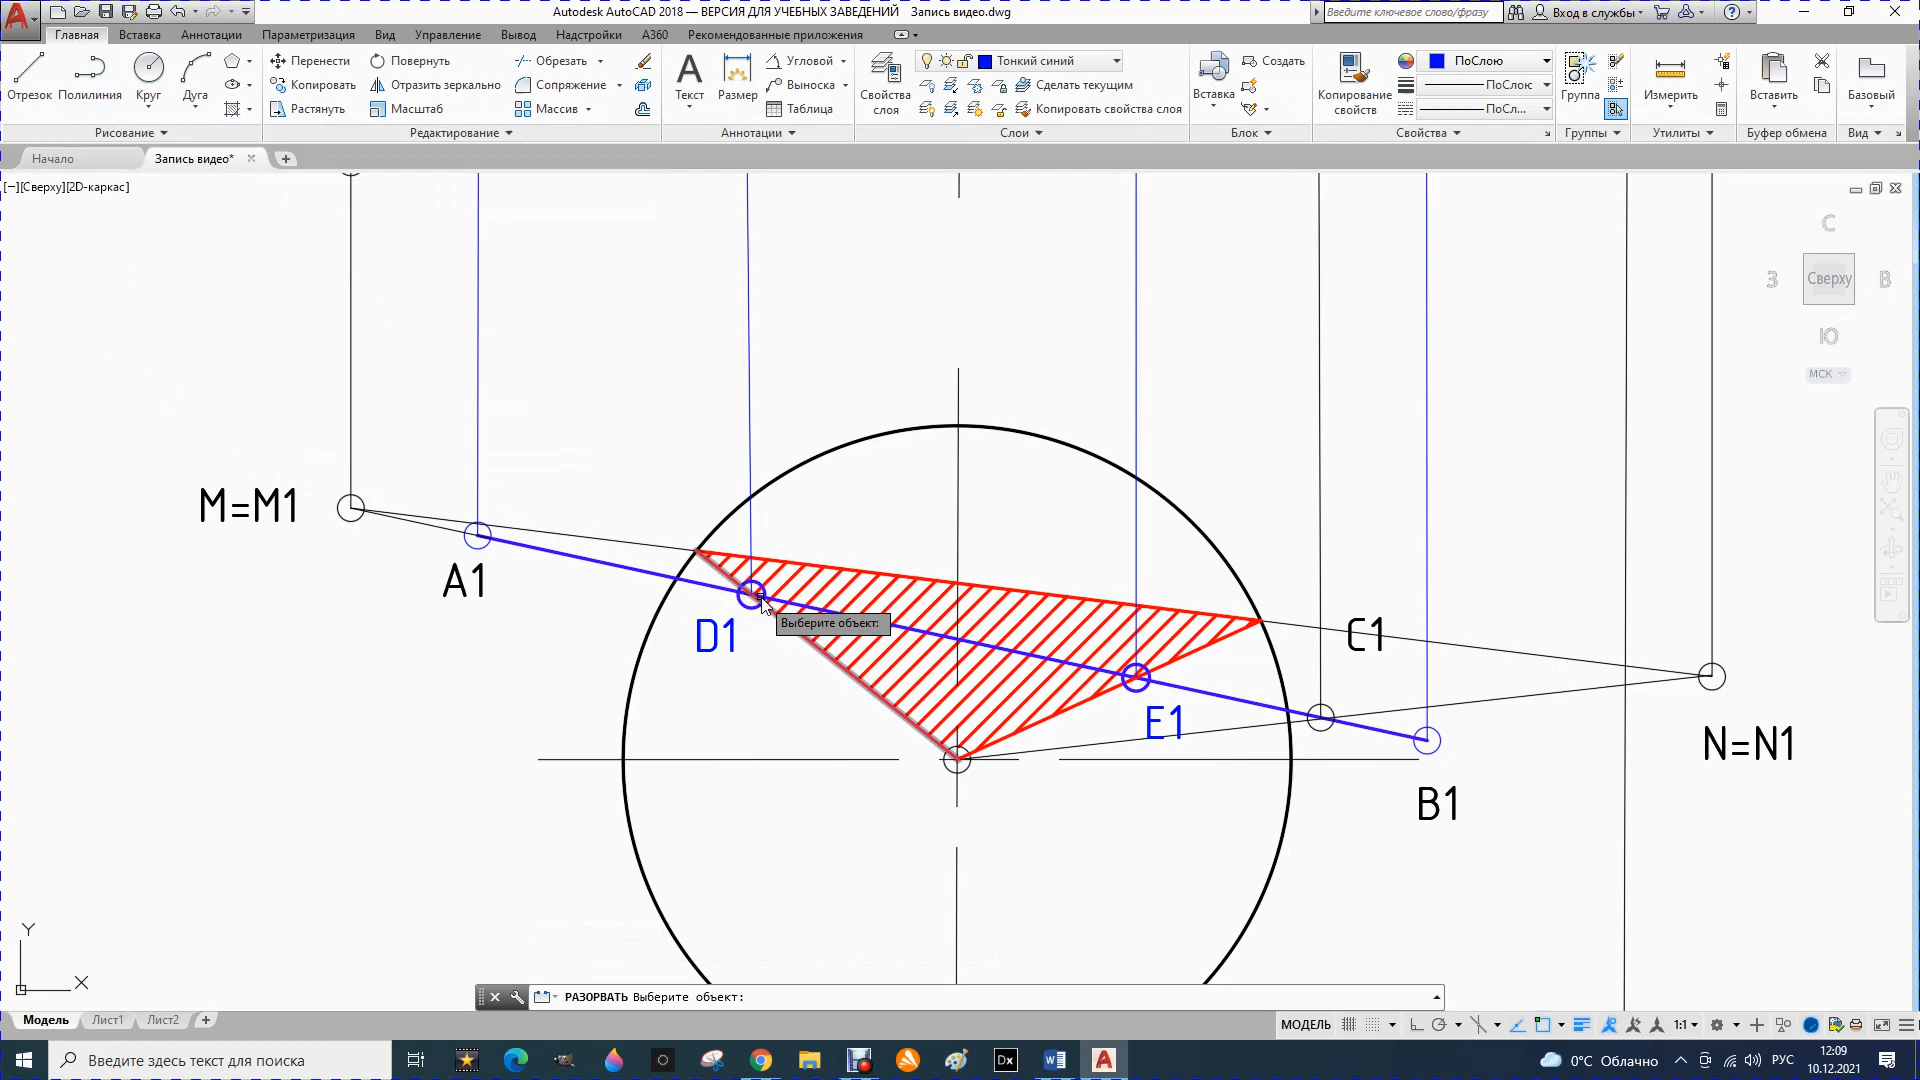 Autodesk AutoCAD 2018 — ВЕРСИЯ ДЛЯ УЧЕБНЫХ ЗАВЕДЕНИЙ Запись видео.dwg
Введите ключевое слово/фразу
Вход в службы
Главная Вставка Аннотации Параметризация Вид Управление Вывод Надстройки A360 Рекомендованные приложения
Отрезок Полилиния Круг Дуга
Перенести Повернуть Обрезать
Копировать Отразить зеркально Сопряжение
Растянуть Масштаб Массив
Текст Размер
Угловой
Выноска
Таблица
Свойства слоя
Тонкий синий
Сделать текущим
Копировать свойства слоя
Вставка
Создать
Копирование свойств
ПоСлою
ПоСлоюс
ПоСл...
Группа
Измерить
Вставить
Базовый
Рисование Редактирование Аннотации Слои Блок Свойства Группы Утилиты Буфер обмена Вид
Начало Запись видео*
[−][Сверху][2D-каркас]
С
З Сверху В
Ю
МСК
M=M1
A1
D1
Выберите объект:
C1
E1
N=N1
B1
Y
X
РАЗОРВАТЬ Выберите объект:
Модель Лист1 Лист2
МОДЕЛЬ
1:1
Введите здесь текст для поиска
Dx
0°C Облачно
РУС
12:09
10.12.2021